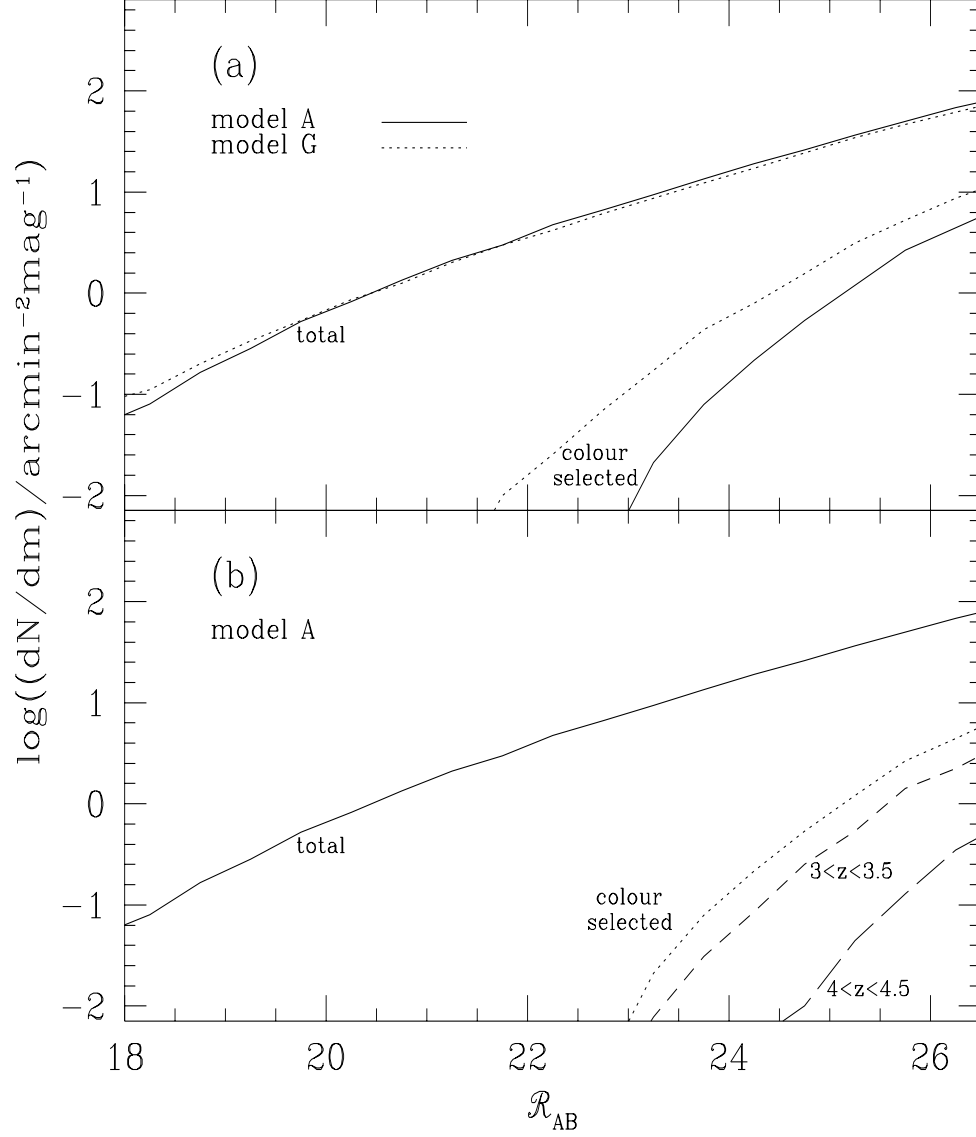 (a)
model A
model G
total
colour
selected
2
1
0
−1
−2
log((dN/dm)/arcmin⁻²mag⁻¹)
(b)
model A
total
colour
selected
3<z<3.5
4<z<4.5
2
1
0
−1
−2
18 20 22 24 26
ℛ_AB